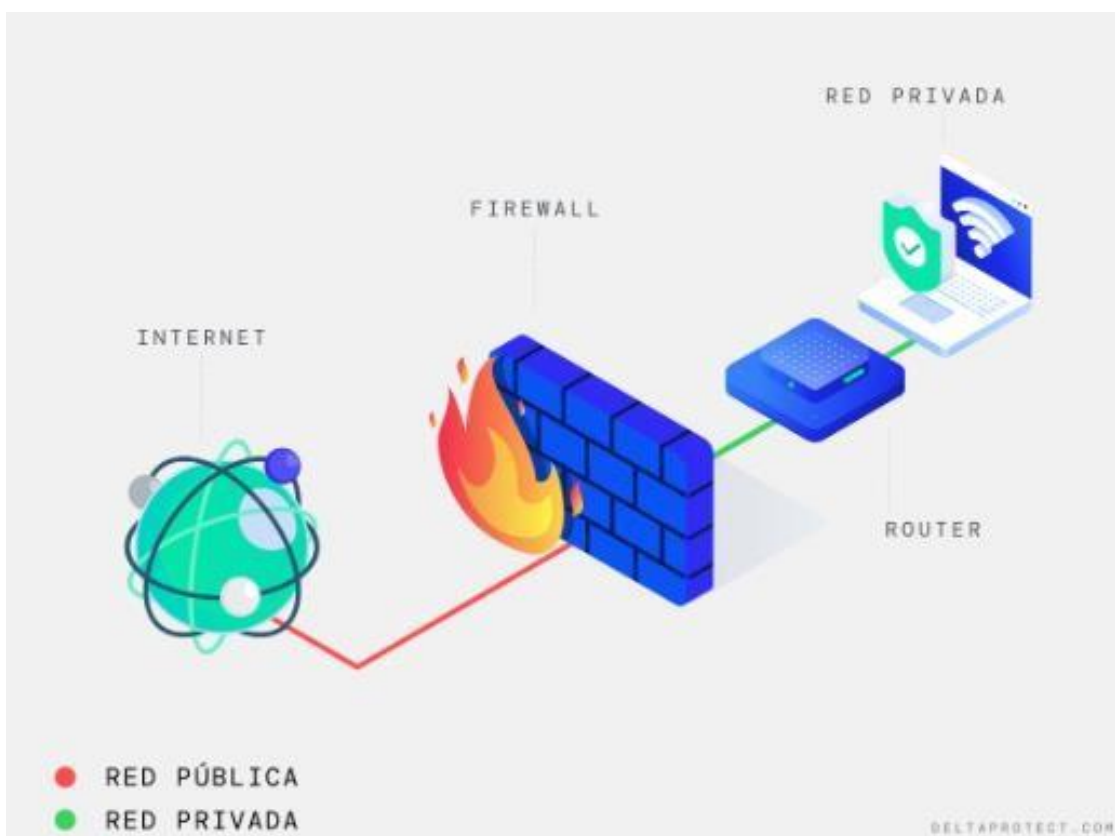 RED PRIVADA
FIREWALL
INTERNET
ROUTER
RED PÚBLICA
RED PRIVADA
DELTAPROTECT.COM